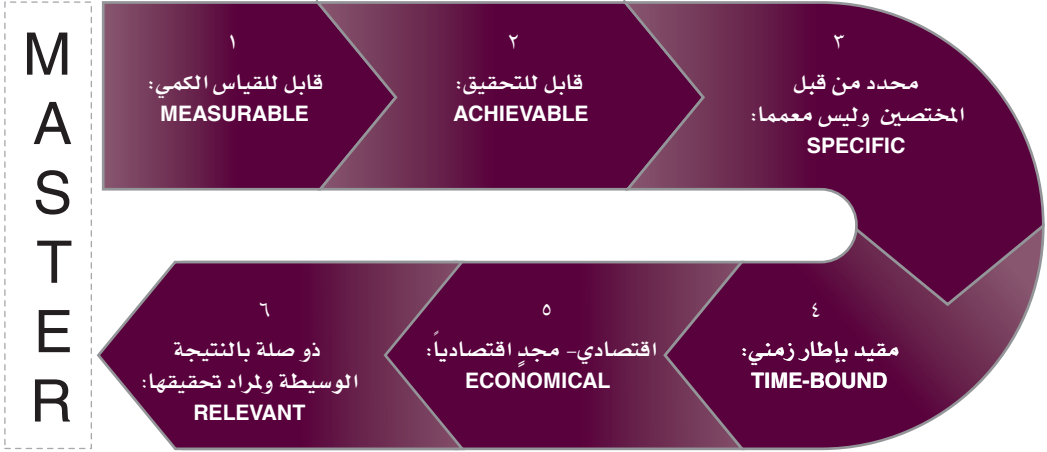 M
A
S
T
E
R
١
قابل للقياس الكمي:
MEASURABLE
٢
قابل للتحقيق:
ACHIEVABLE
٣
محدد من قبل
المختصين وليس معمما:
SPECIFIC
٤
مقيد بإطار زمني:
TIME-BOUND
٥
اقتصادي- مجدٍ اقتصادياً:
ECONOMICAL
٦
ذو صلة بالنتيجة
الوسيطة ولمراد تحقيقها:
RELEVANT